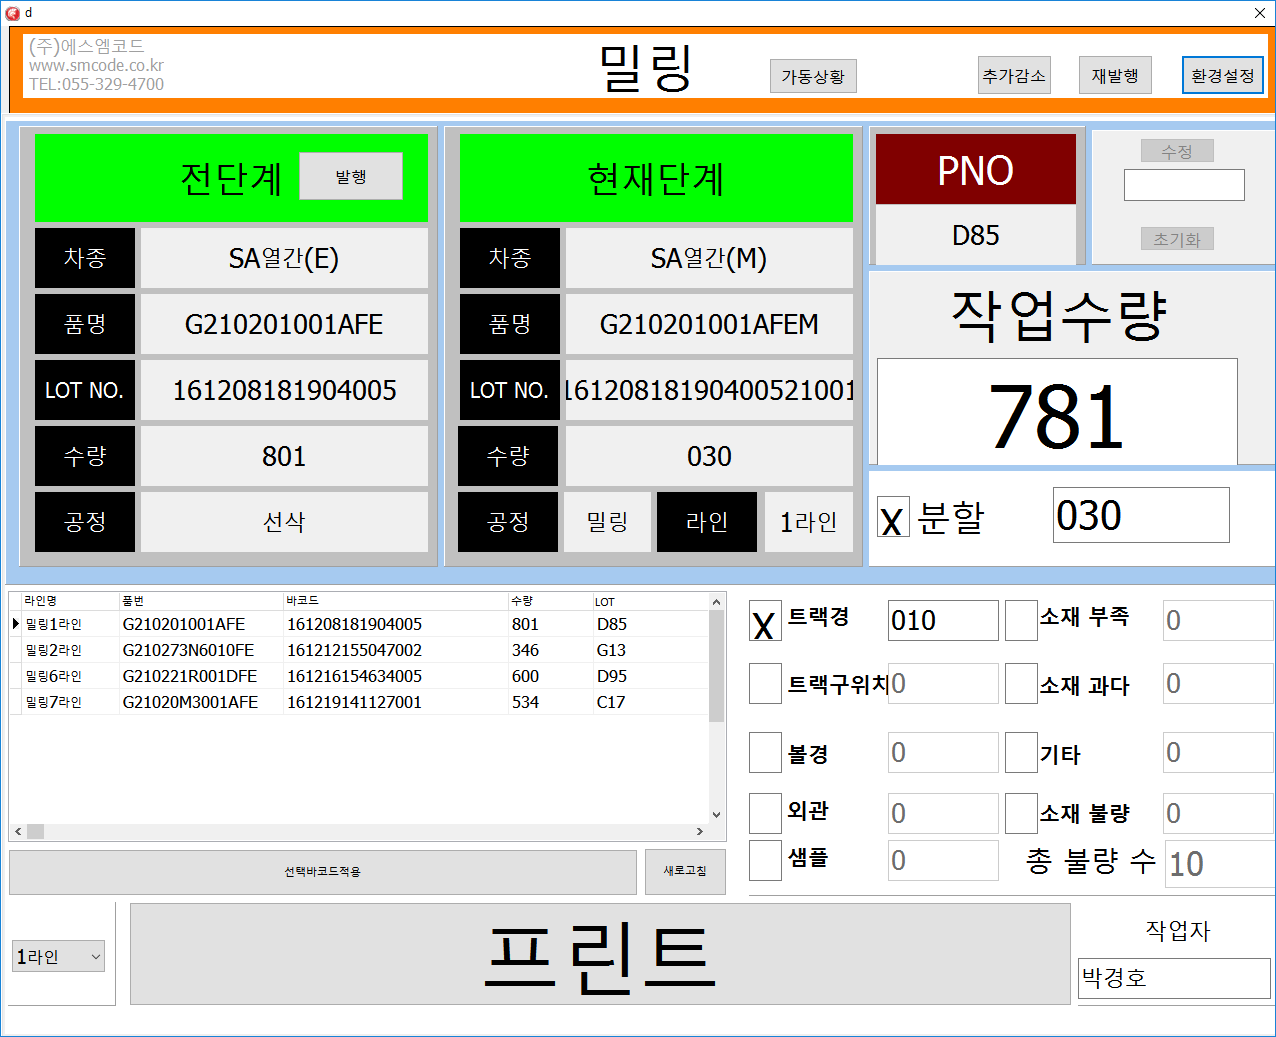 d
(주)에스엠코드
www.smcode.co.kr
TEL:055-329-4700
밀링
가동상황
추가감소
재발행
환경설정
전단계
발행
차종
SA열간(E)
품명
G210201001AFE
LOT NO.
161208181904005
수량
801
공정
선삭
현재단계
차종
SA열간(M)
품명
G210201001AFEM
LOT NO.
16120818190400521001
수량
030
공정
밀링
라인
1라인
PNO
D85
수정
초기화
작업수량
781
X 분할
030
라인명 품번 바코드 수량 LOT
밀링1라인 G210201001AFE 161208181904005 801 D85
밀링2라인 G210273N6010FE 161212155047002 346 G13
밀링6라인 G210221R001DFE 161216154634005 600 D95
밀링7라인 G21020M3001AFE 161219141127001 534 C17
선택바코드적용
새로고침
X 트랙경 010 소재 부족 0
트랙구위치 0 소재 과다 0
볼경 0 기타 0
외관 0 소재 불량 0
샘플 0 총 불량 수 10
1라인
프린트
작업자
박경호